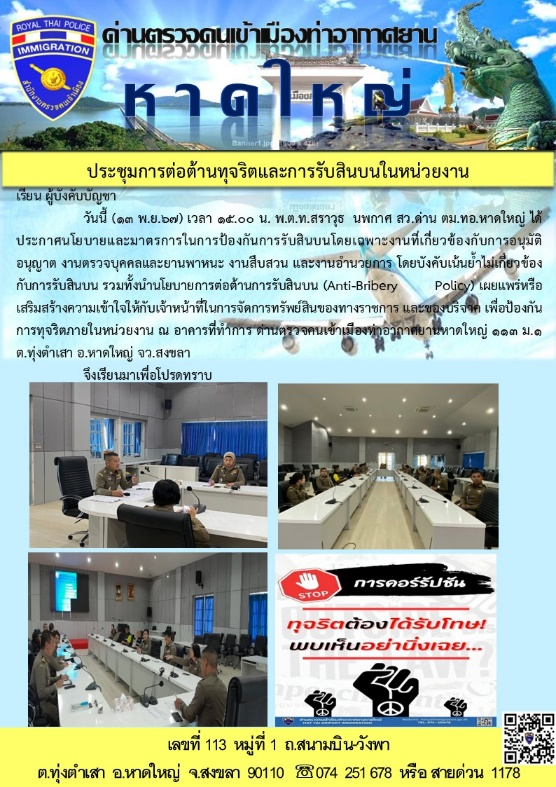 ROYAL THAI POLICE
IMMIGRATION
สำนักงานตรวจคนเข้าเมือง
ด่านตรวจคนเข้าเมืองท่าอากาศยาน
หาดใหญ่
ประชุมการต่อต้านทุจริตและการรับสินบนในหน่วยงาน
เรียน ผู้บังคับบัญชา
วันนี้ (๑๓ พ.ย.๖๗) เวลา ๑๕.๐๐ น. พ.ต.ท.สราวุธ นพกาศ สว.ด่าน ตม.ทอ.หาดใหญ่ ได้
ประกาศนโยบายและมาตรการในการป้องกันการรับสินบนโดยเฉพาะงานที่เกี่ยวข้องกับการอนุมัติ
อนุญาต งานตรวจบุคคลและยานพาหนะ งานสืบสวน และงานอำนวยการ โดยบังคับเน้นย้ำไม่เกี่ยวข้อง
กับการรับสินบน รวมทั้งนำนโยบายการต่อต้านการรับสินบน (Anti-Bribery Policy) เผยแพร่หรือ
เสริมสร้างความเข้าใจให้กับเจ้าหน้าที่ในการจัดการทรัพย์สินของทางราชการ และของบริจาค เพื่อป้องกัน
การทุจริตภายในหน่วยงาน ณ อาคารที่ทำการ ด่านตรวจคนเข้าเมืองท่าอากาศยานหาดใหญ่ ๑๑๓ ม.๑
ต.ทุ่งตำเสา อ.หาดใหญ่ จว.สงขลา
จึงเรียนมาเพื่อโปรดทราบ
STOP
การคอร์รัปชัน
ทุจริตต้องได้รับโทษ!
พบเห็นอย่านิ่งเฉย...
เลขที่ 113 หมู่ที่ 1 ถ.สนามบิน-วังพา
ต.ทุ่งตำเสา อ.หาดใหญ่ จ.สงขลา 90110 ☏074 251 678 หรือ สายด่วน 1178